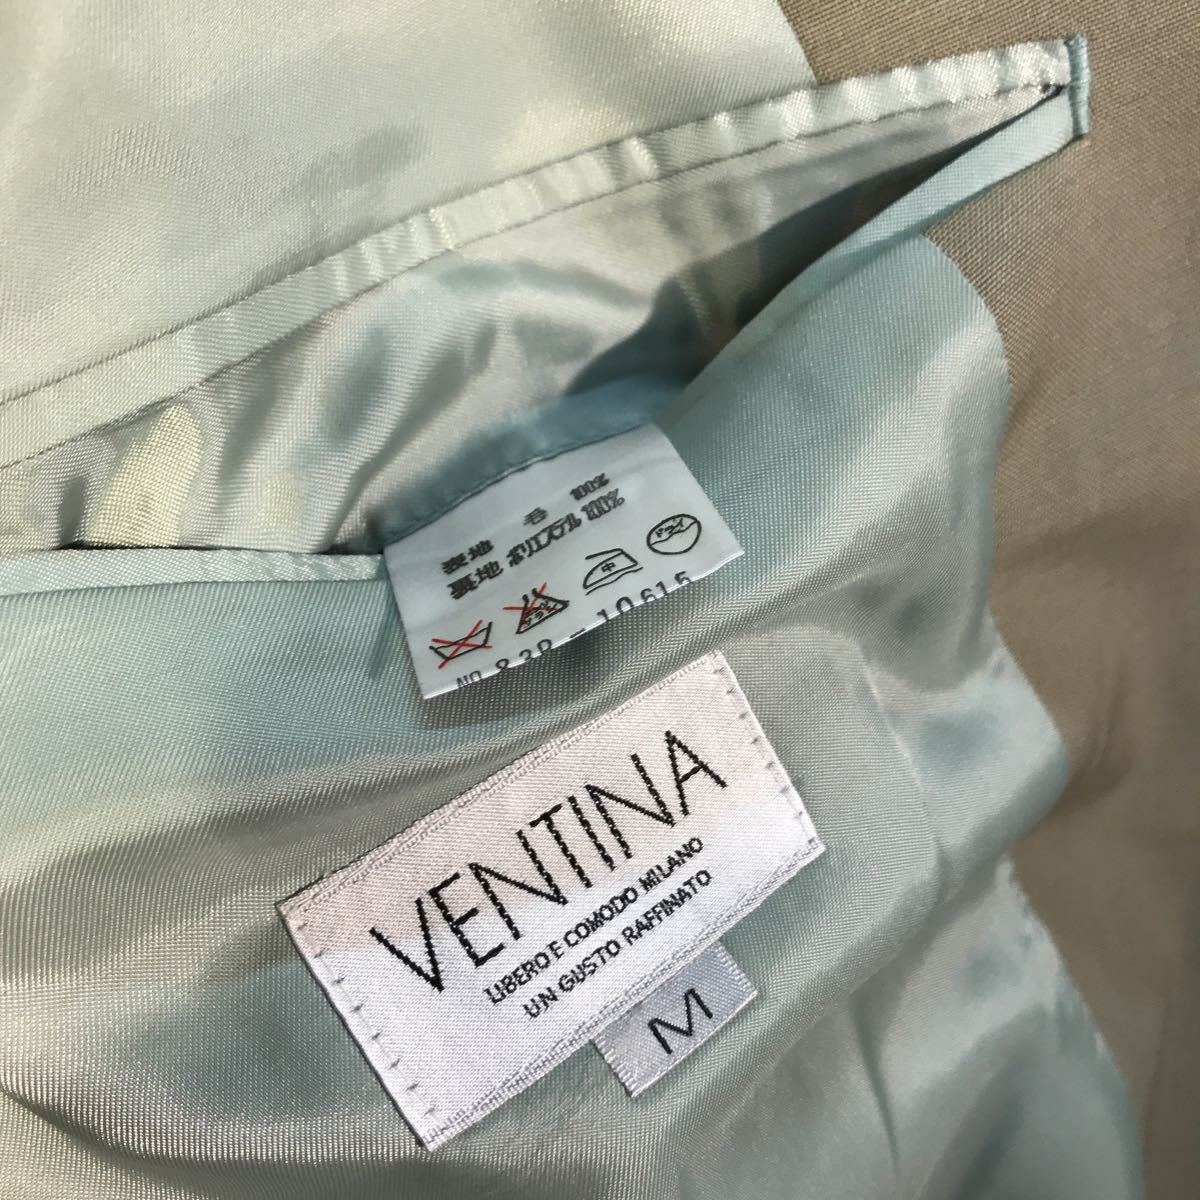 表地 毛 100%
裏地 ポリエステル 100%
中 ドライ
VENTINA
LIBERO E COMODO MILANO
UN GUSTO RAFFINATO
M